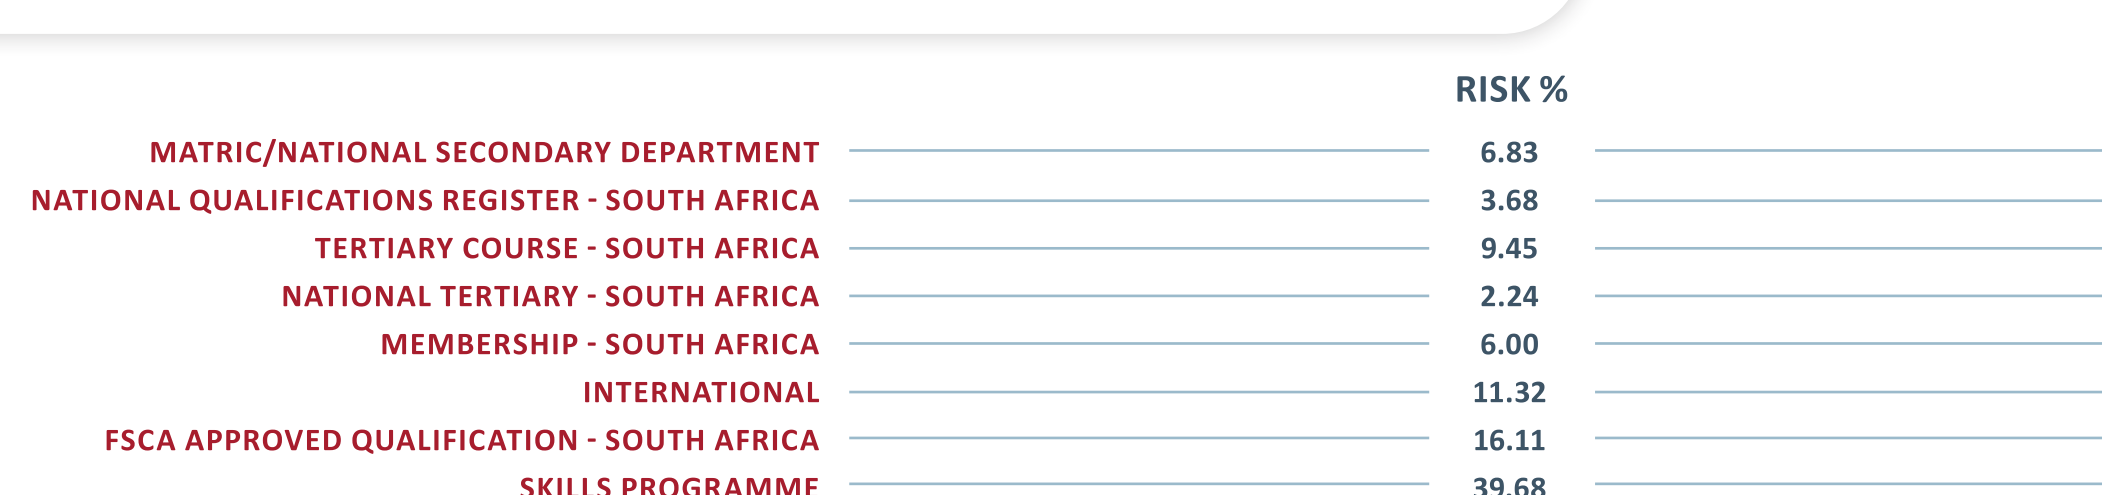 RISK %
MATRIC/NATIONAL SECONDARY DEPARTMENT 6.83
NATIONAL QUALIFICATIONS REGISTER - SOUTH AFRICA 3.68
TERTIARY COURSE - SOUTH AFRICA 9.45
NATIONAL TERTIARY - SOUTH AFRICA 2.24
MEMBERSHIP - SOUTH AFRICA 6.00
INTERNATIONAL 11.32
FSCA APPROVED QUALIFICATION - SOUTH AFRICA 16.11
SKILLS PROGRAMME 39.68